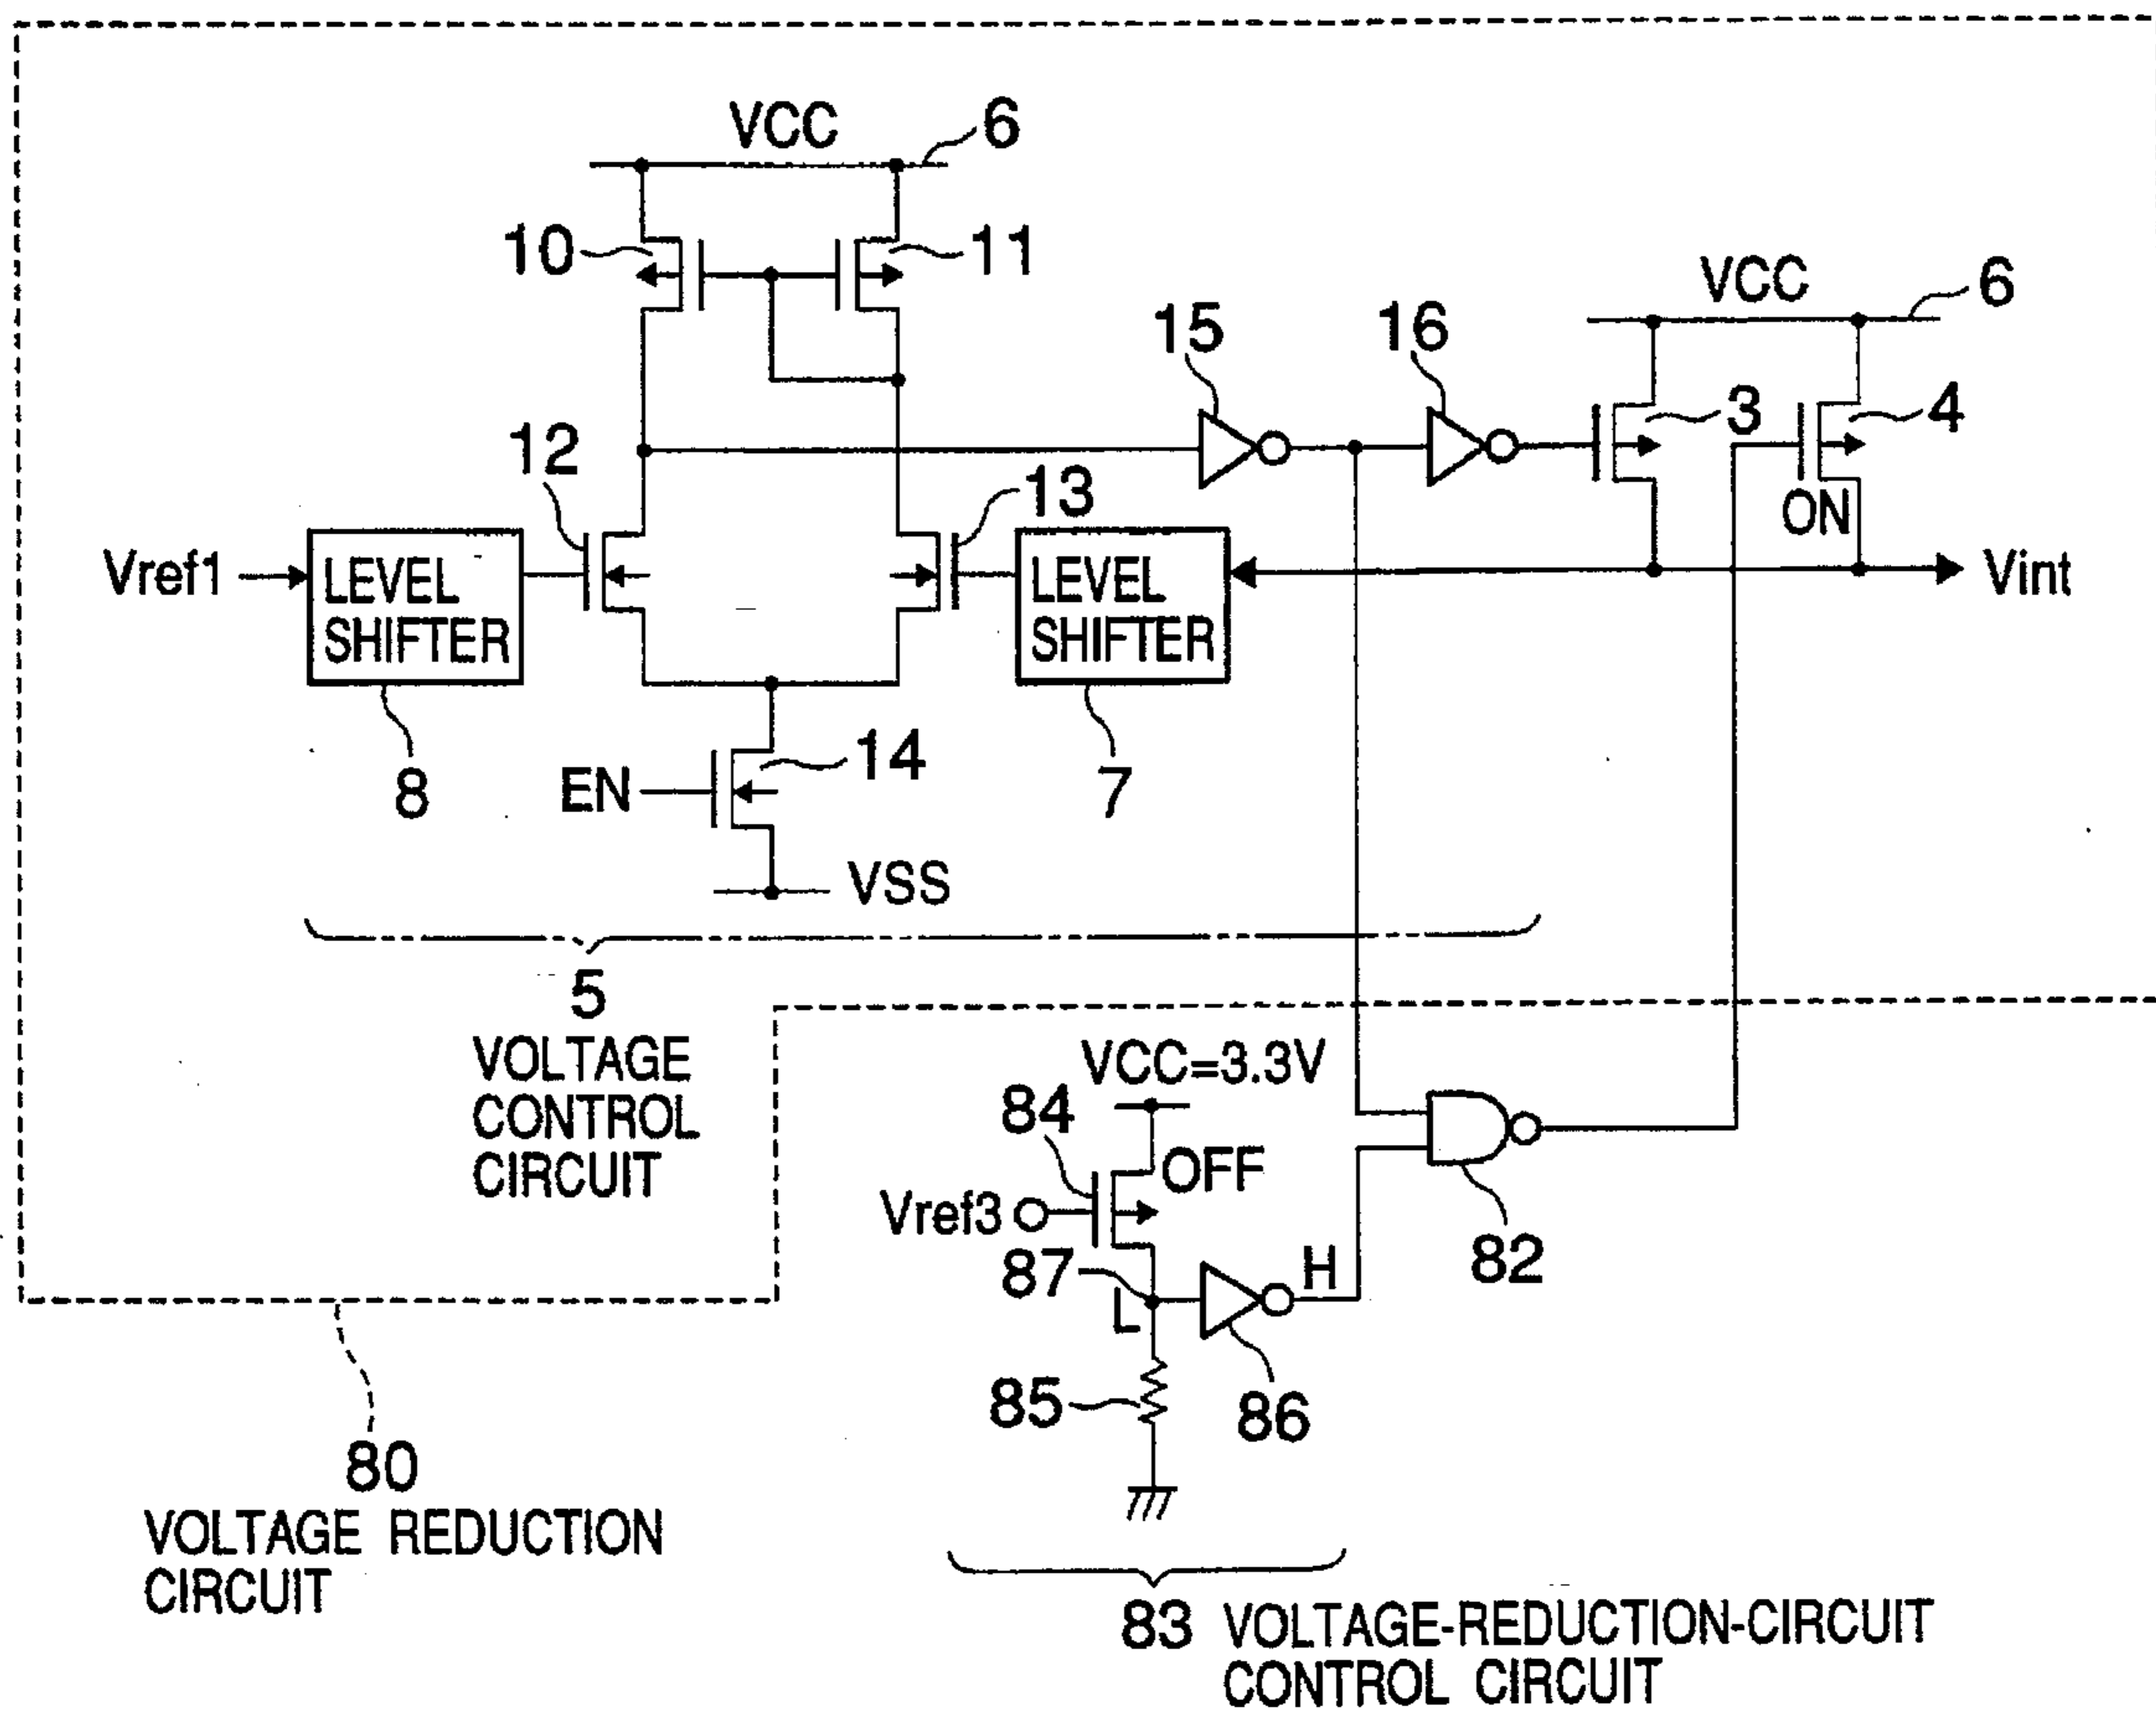 VCC
6
10
11
VCC
6
15
16
3
4
12
13
ON
Vref1
LEVEL
SHIFTER
LEVEL
SHIFTER
Vint
8
EN
14
7
VSS
5
VOLTAGE
CONTROL
CIRCUIT
VCC=3.3V
84
OFF
Vref3
87
L
H
82
85
86
80
VOLTAGE REDUCTION
CIRCUIT
83 VOLTAGE-REDUCTION-CIRCUIT
CONTROL CIRCUIT